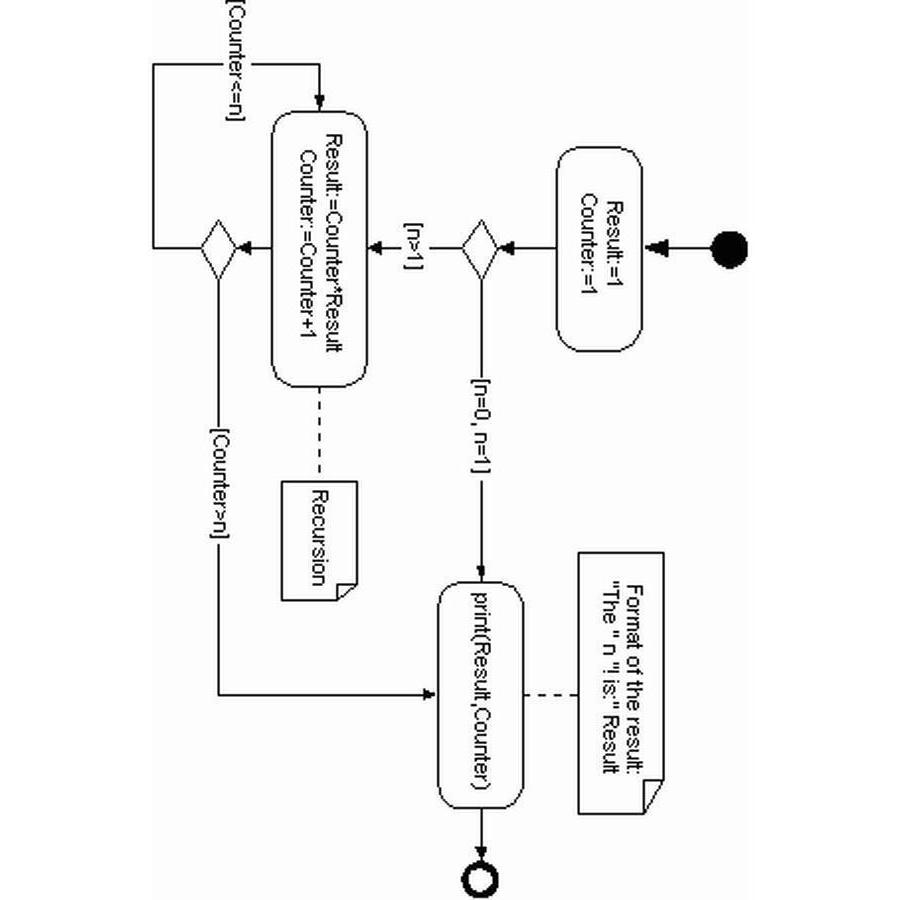 Result:=1
Counter:=1
[n>1]
[n=0, n=1]
Result:=Counter*Result
Counter:=Counter+1
[Counter<=n]
Recursion
[Counter>n]
Format of the result:
"The " n "! is:" Result
print(Result,Counter)